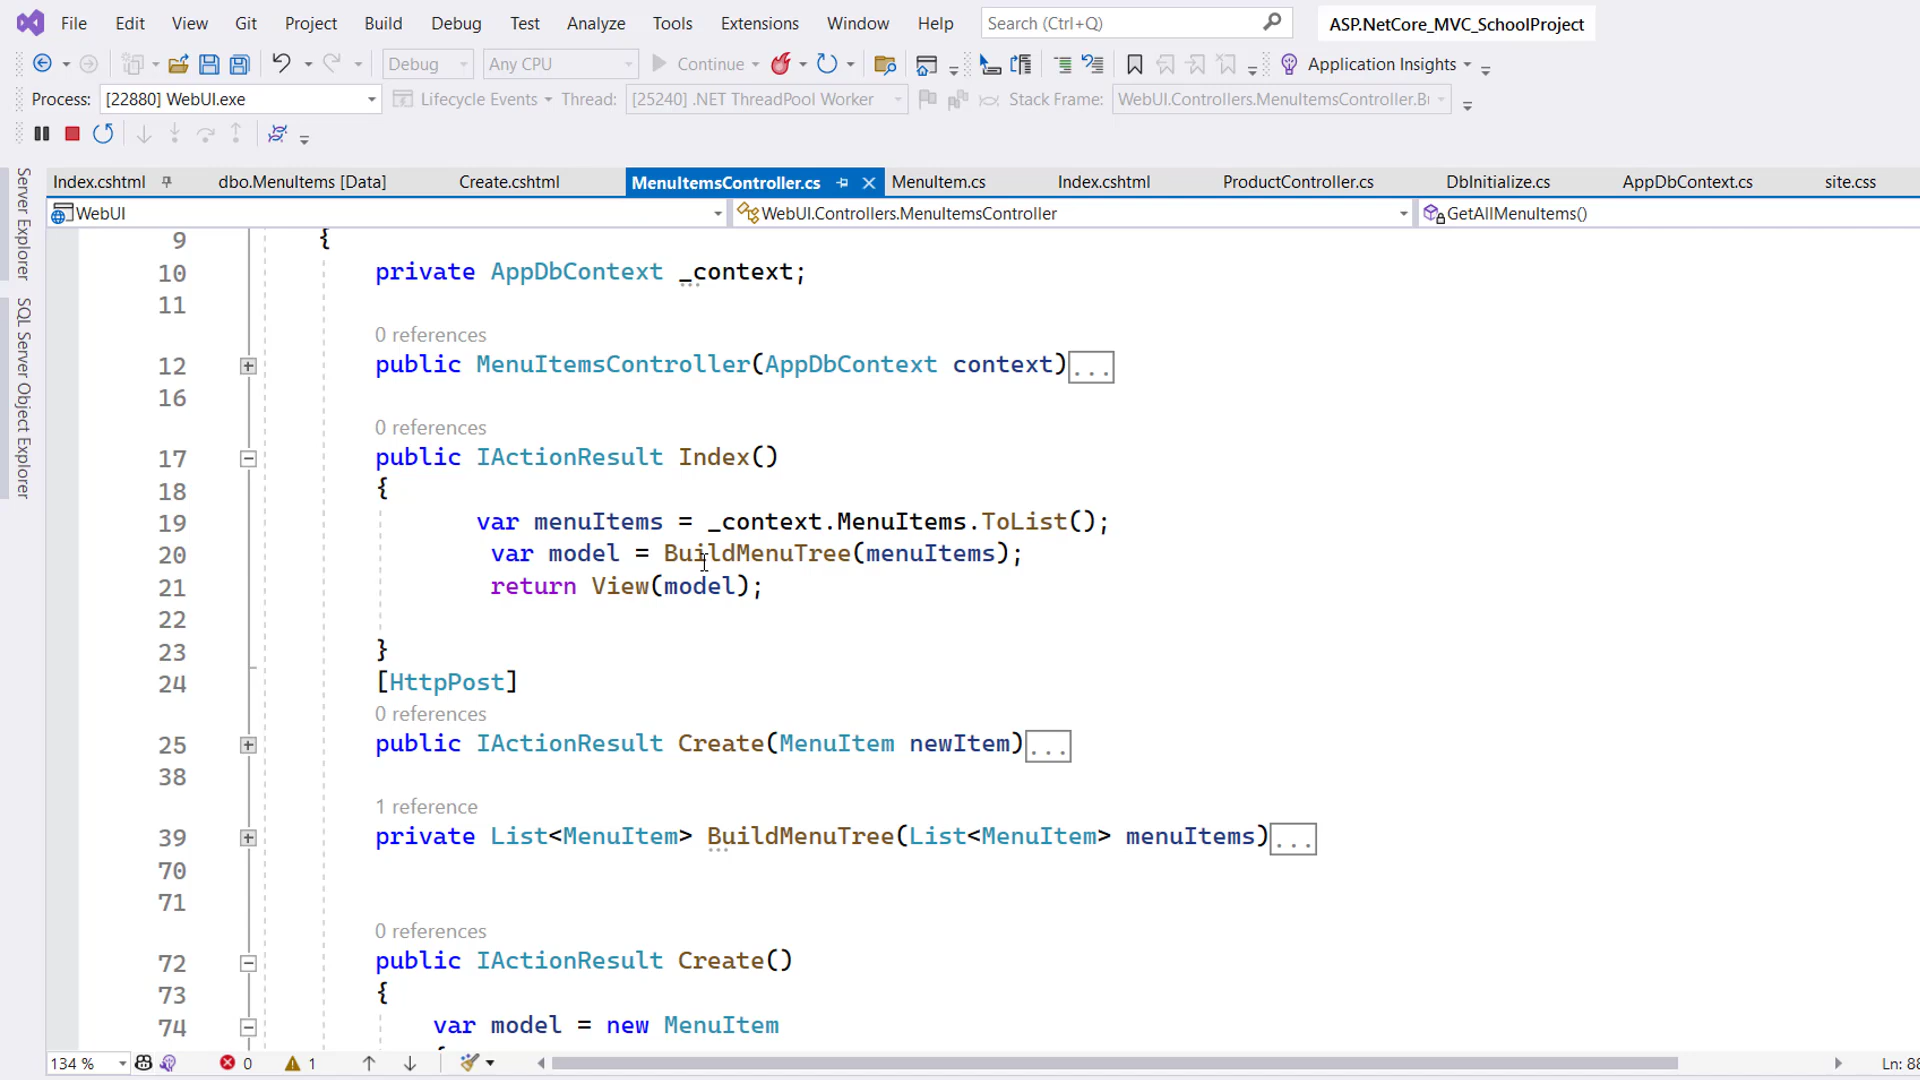 File Edit View Git Project Build Debug Test Analyze Tools Extensions Window Help Search (Ctrl+Q) ASP.NetCore_MVC_SchoolProject
Debug Any CPU Continue Application Insights
Process: [22880] WebUI.exe Lifecycle Events Thread: [25240] .NET ThreadPool Worker Stack Frame: WebUI.Controllers.MenuItemsController.B
Server Explorer
SQL Server Object Explorer
Index.cshtml dbo.MenuItems [Data] Create.cshtml MenuItemsController.cs MenuItem.cs Index.cshtml ProductController.cs DbInitialize.cs AppDbContext.cs site.css
WebUI WebUI.Controllers.MenuItemsController GetAllMenuItems()
9 {
10 private AppDbContext _context;
11
0 references
12 public MenuItemsController(AppDbContext context)...
16
0 references
17 public IActionResult Index()
18 {
19 var menuItems = _context.MenuItems.ToList();
20 var model = BuildMenuTree(menuItems);
21 return View(model);
22
23 }
24 [HttpPost]
0 references
25 public IActionResult Create(MenuItem newItem)...
38
1 reference
39 private List<MenuItem> BuildMenuTree(List<MenuItem> menuItems)...
70
71
0 references
72 public IActionResult Create()
73 {
74 var model = new MenuItem
134 % 0 1 Ln: 88